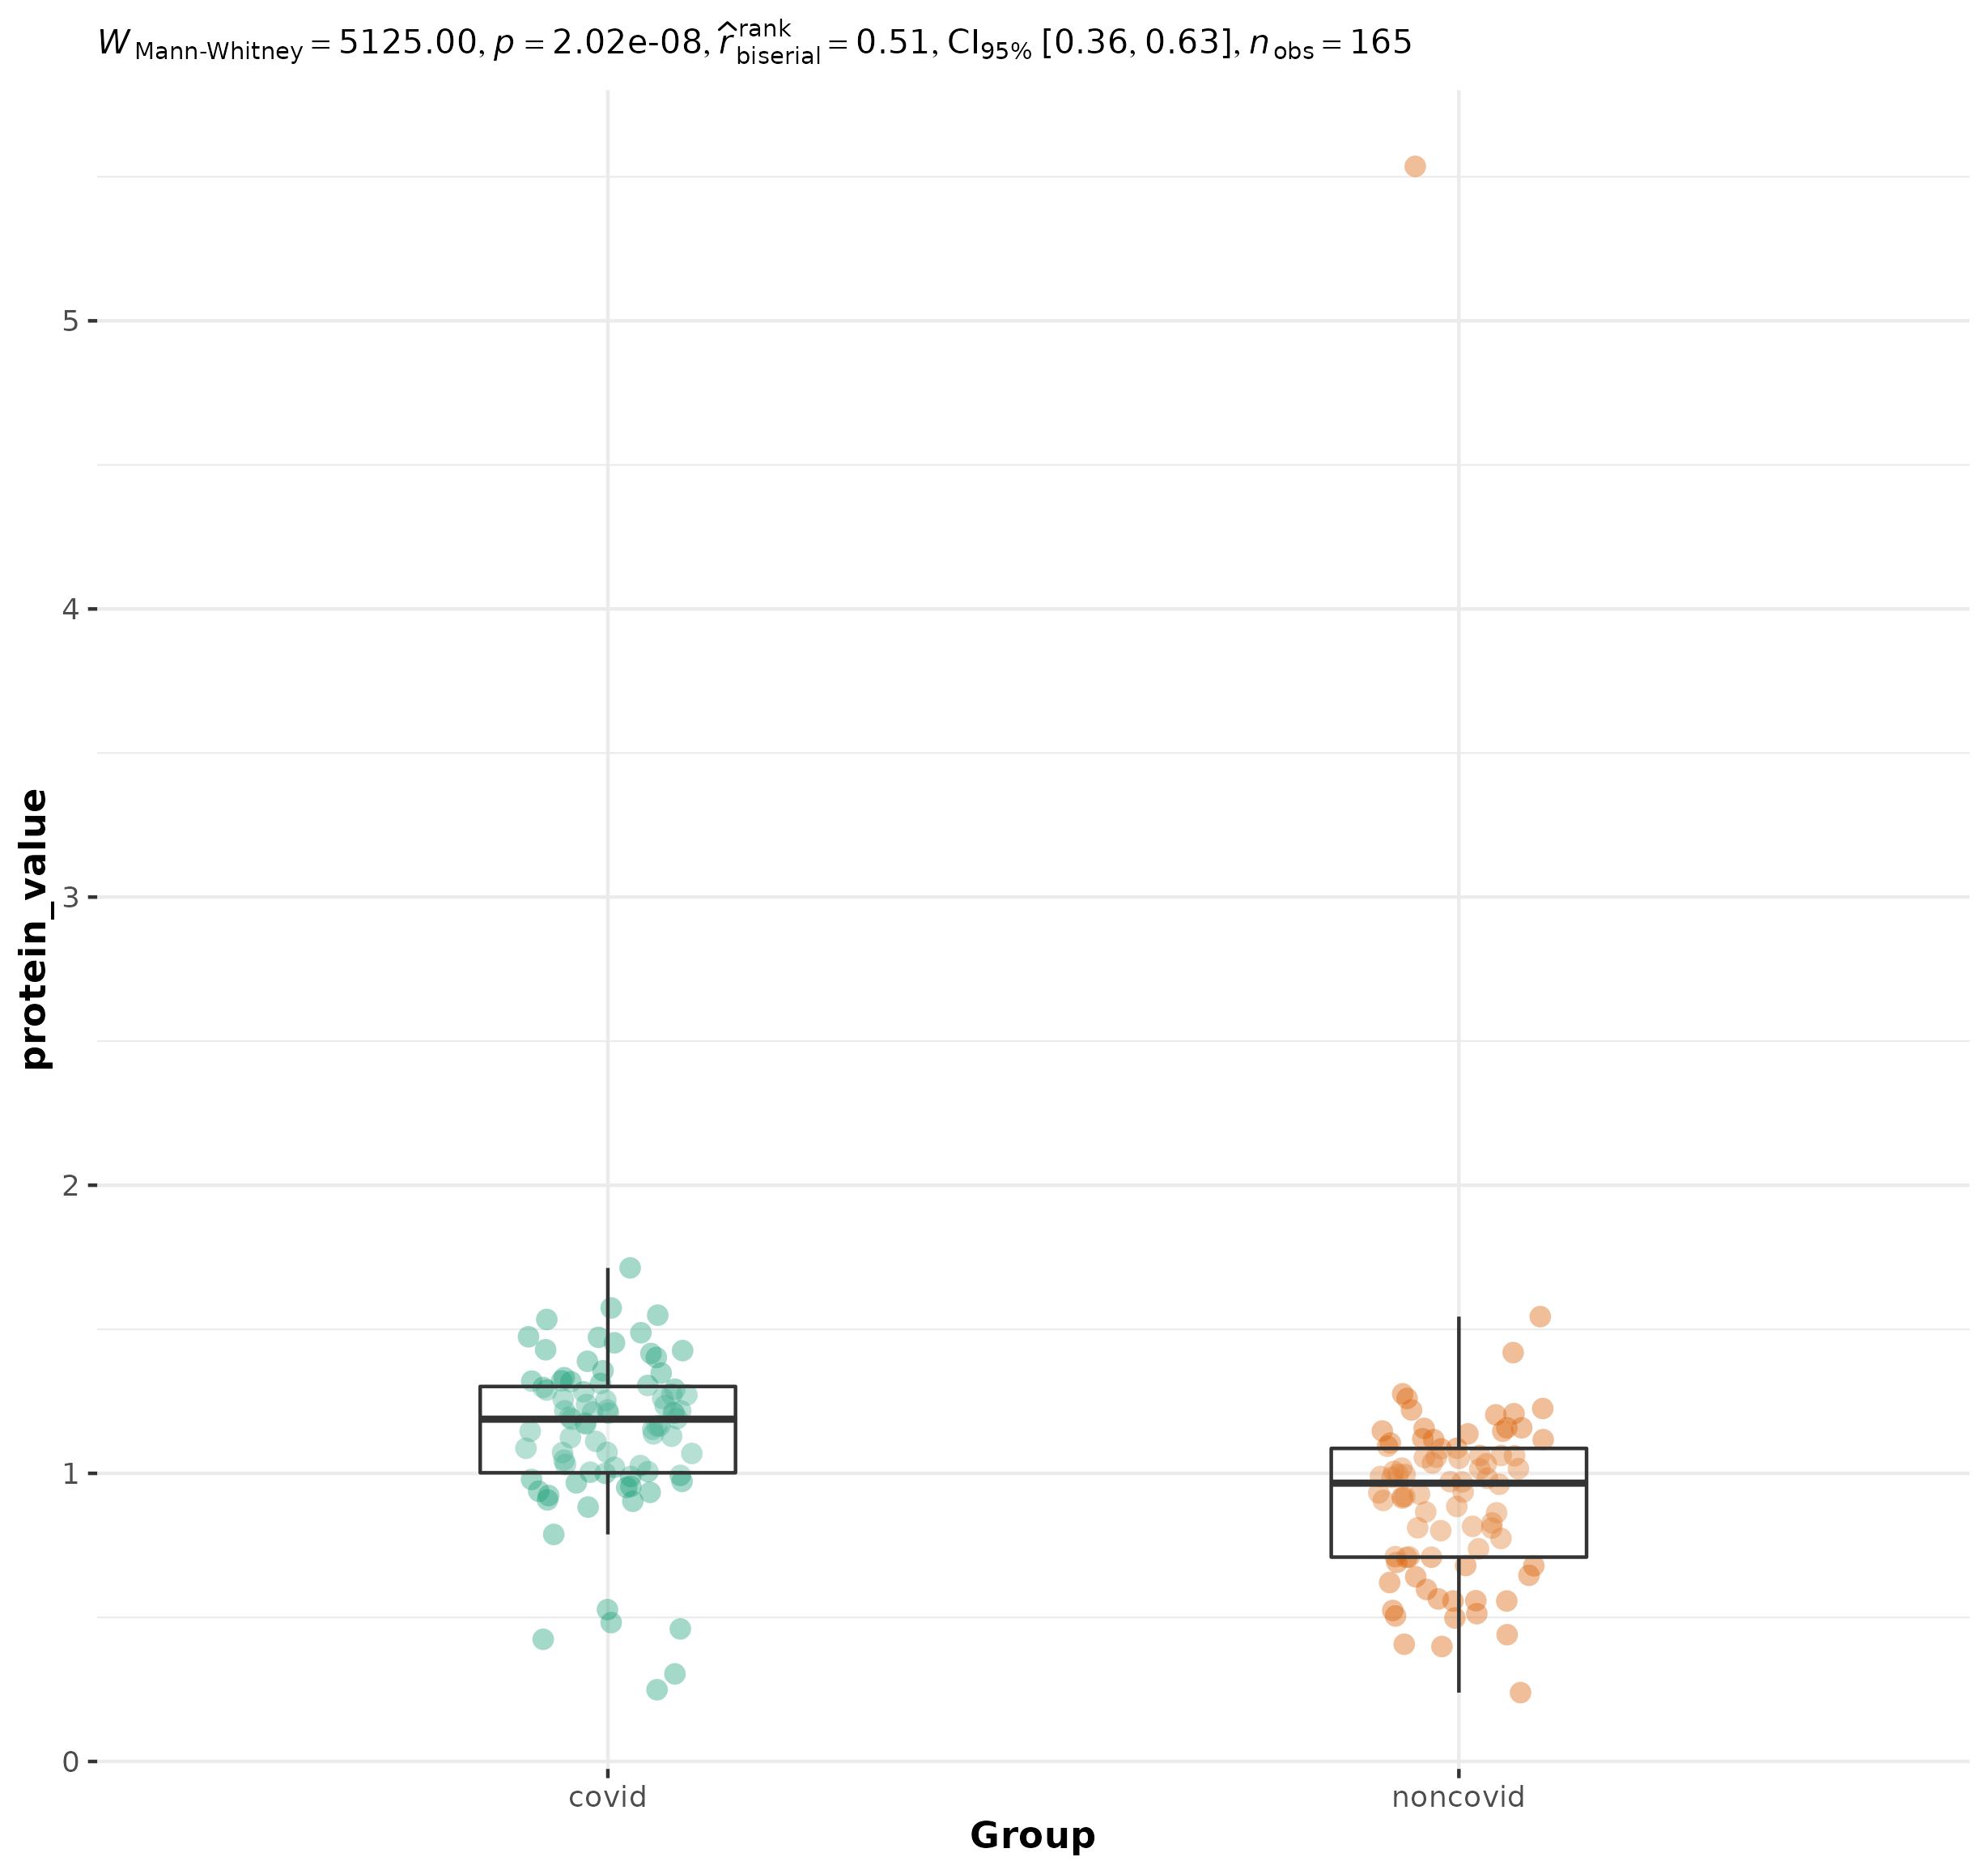 W Mann-Whitney = 5125.00, p = 2.02e-08, r̂ rank biserial = 0.51, CI95% [0.36, 0.63], n obs = 165
5
4
3
2
1
0
protein_value
covid noncovid
Group